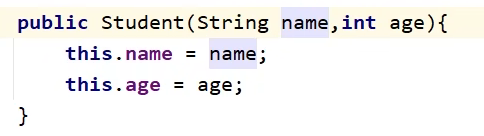 public Student(String name,int age){
    this.name = name;
    this.age = age;
}